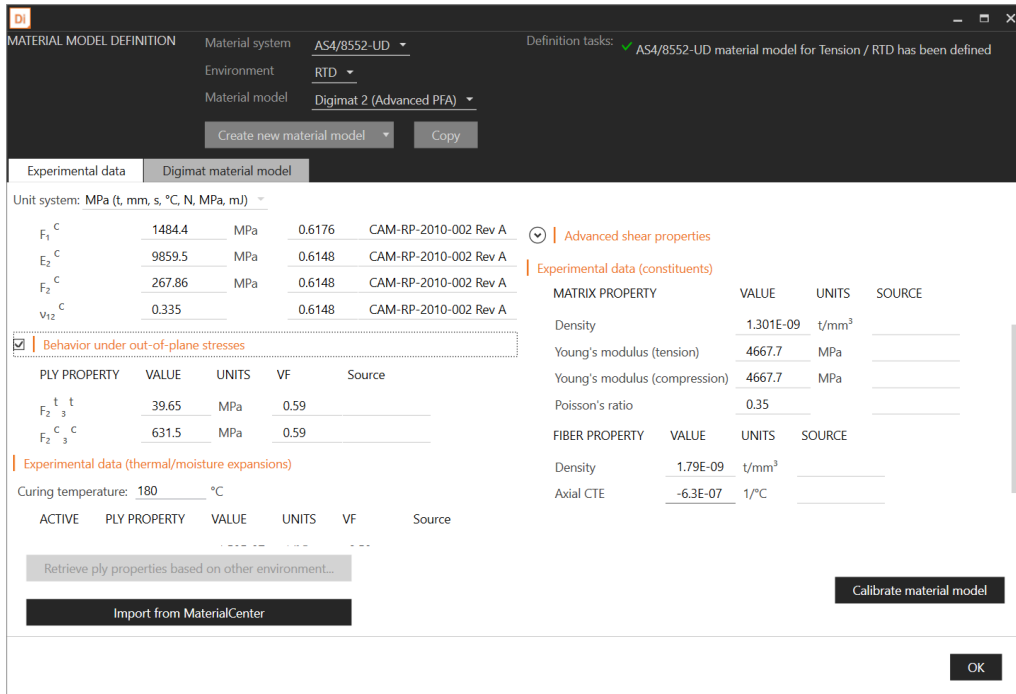 Di
MATERIAL MODEL DEFINITION
Material system AS4/8552-UD
Environment RTD
Material model Digimat 2 (Advanced PFA)
Create new material model Copy
Definition tasks: AS4/8552-UD material model for Tension / RTD has been defined
Experimental data Digimat material model
Unit system: MPa (t, mm, s, °C, N, MPa, mJ)
F₁ᶜ 1484.4 MPa 0.6176 CAM-RP-2010-002 Rev A
E₂ᶜ 9859.5 MPa 0.6148 CAM-RP-2010-002 Rev A
F₂ᶜ 267.86 MPa 0.6148 CAM-RP-2010-002 Rev A
ν₁₂ᶜ 0.335 0.6148 CAM-RP-2010-002 Rev A
Behavior under out-of-plane stresses
PLY PROPERTY VALUE UNITS VF Source
F₂ᵗ₃ᵗ 39.65 MPa 0.59
F₂ᶜ₃ᶜ 631.5 MPa 0.59
Experimental data (thermal/moisture expansions)
Curing temperature: 180 °C
ACTIVE PLY PROPERTY VALUE UNITS VF Source
Retrieve ply properties based on other environment...
Import from MaterialCenter
Advanced shear properties
Experimental data (constituents)
MATRIX PROPERTY VALUE UNITS SOURCE
Density 1.301E-09 t/mm³
Young's modulus (tension) 4667.7 MPa
Young's modulus (compression) 4667.7 MPa
Poisson's ratio 0.35
FIBER PROPERTY VALUE UNITS SOURCE
Density 1.79E-09 t/mm³
Axial CTE -6.3E-07 1/°C
Calibrate material model
OK